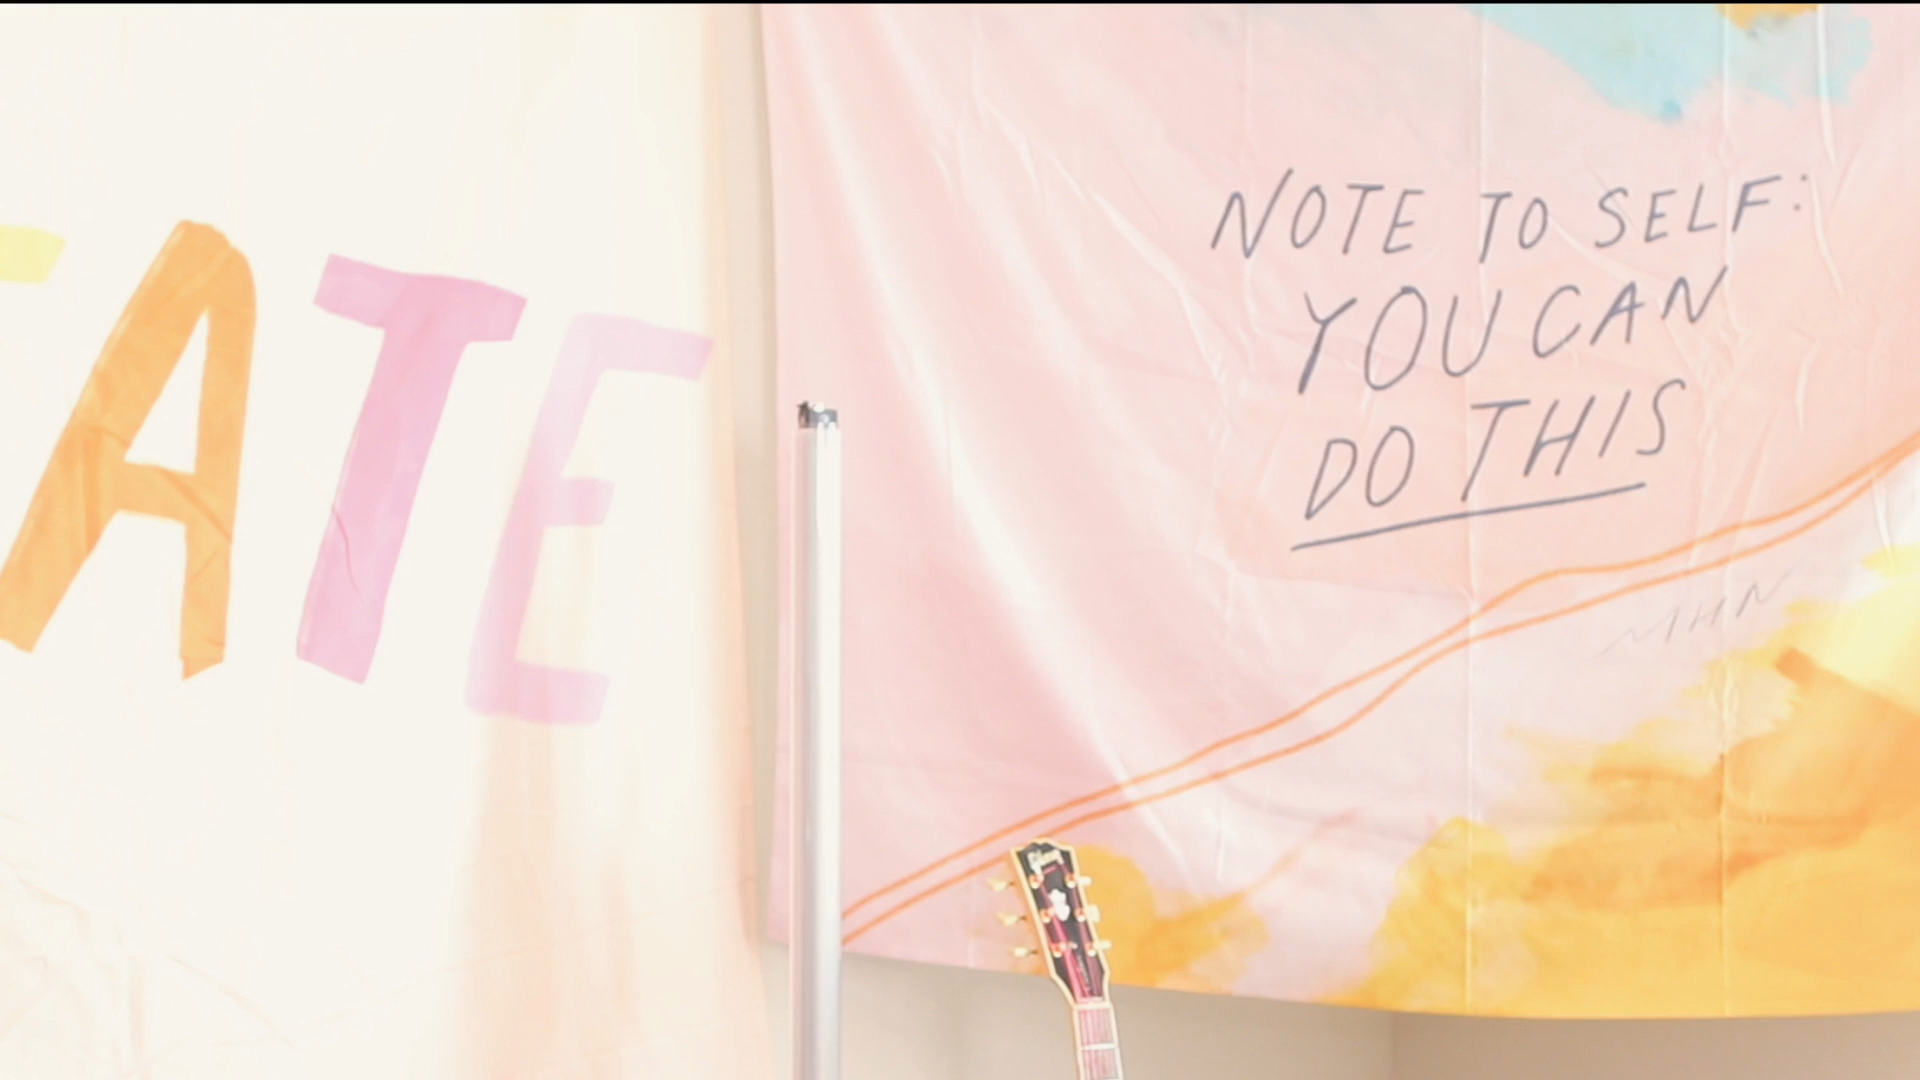 ATE
NOTE TO SELF:
YOU CAN
DO THIS
MHN